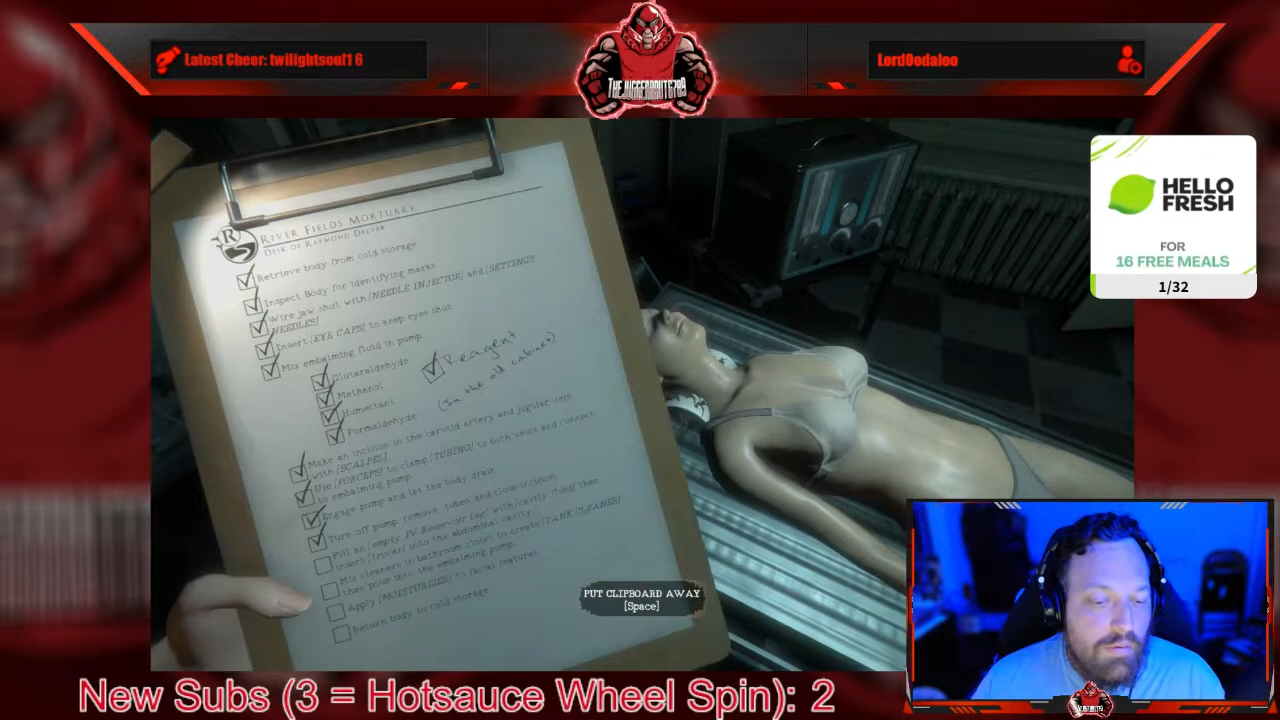 Latest Cheer: twilightsoul1 6
THEJUGGERNAUT6789
LordOodaloo
HELLO
FRESH
FOR
16 FREE MEALS
1/32
R
RIVER FIELDS MORTUARY
DESK OF RAYMOND DELVER
Retrieve body from cold storage
Inspect Body for identifying marks
Wire jaw shut with [NEEDLE INJECTOR] and [SETTINGS
NEEDLES]
Insert [EYE CAPS] to keep eyes shut
Mix embalming fluid in pump
Glutaraldehyde
Methanol
Humectant
Formaldehyde
Reagent
(In the old cabinet)
Make an incision in the carotid artery and jugular vein
with [SCALPEL]
Use [FORCEPS] to clamp [TUBING] to both veins and connect
to embalming pump
Engage pump and let the body drain
Turn off pump, remove tubes and close incision
Fill an [empty IV Reservoir bag] with [cavity fluid] then
Insert [trocar] into the abdominal cavity
Mix cleaners in bathroom closet to create [TANK CLEANER]
then pour into the embalming pump
Apply [MOISTURIZER] to facial features
Return body to cold storage
PUT CLIPBOARD AWAY
[Space]
New Subs (3 = Hotsauce Wheel Spin): 2